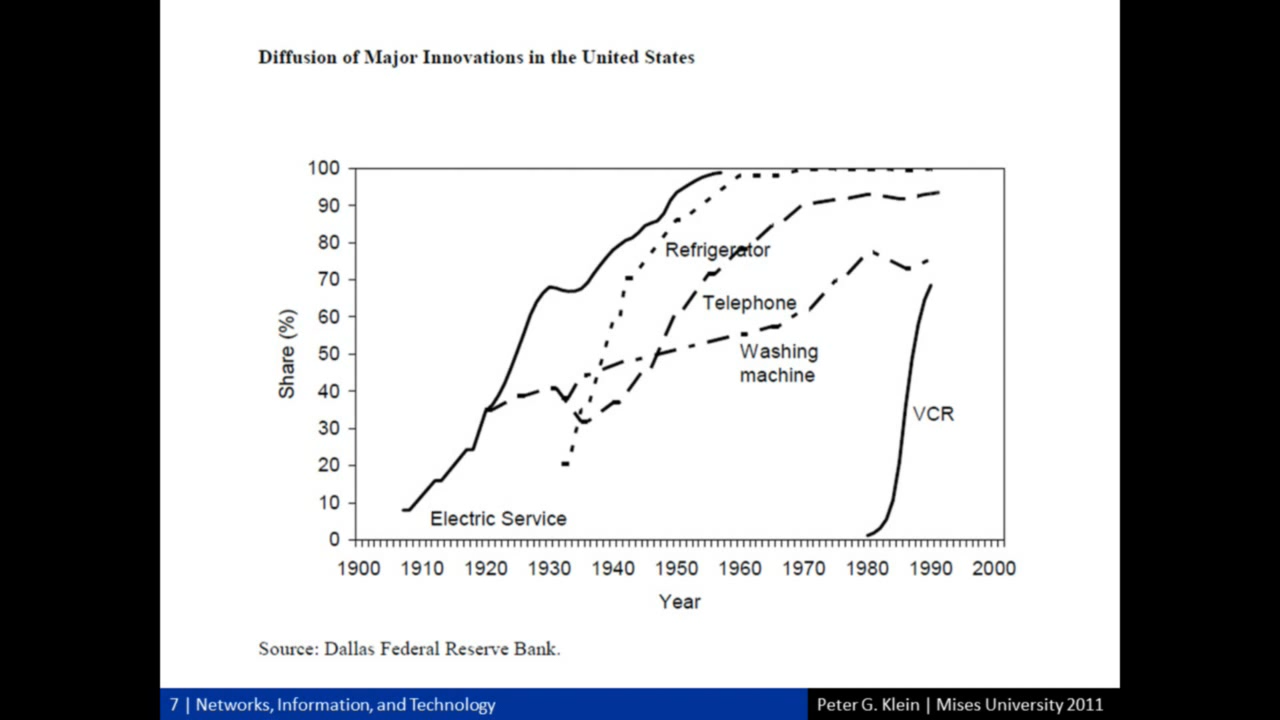 Diffusion of Major Innovations in the United States
100
90
80
70
60
50
40
30
20
10
0
Share (%)
Refrigerator
Telephone
Washing
machine
VCR
Electric Service
1900 1910 1920 1930 1940 1950 1960 1970 1980 1990 2000
Year
Source: Dallas Federal Reserve Bank.
7 | Networks, Information, and Technology
Peter G. Klein | Mises University 2011